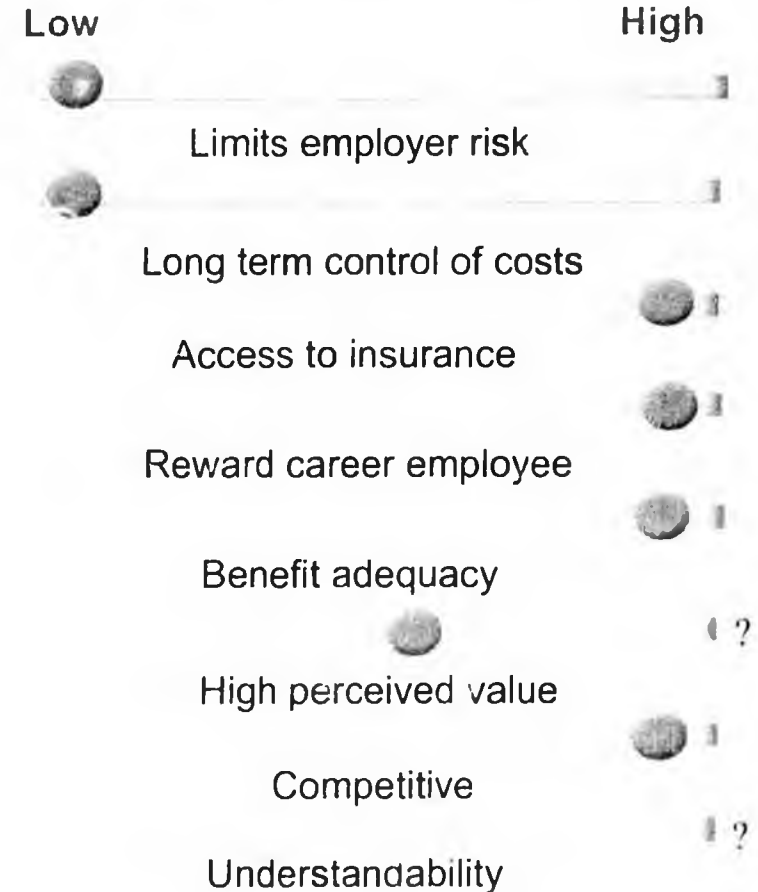 Low High
Limits employer risk
Long term control of costs
Access to insurance
Reward career employee
Benefit adequacy
?
High perceived value
Competitive
?
Understandability